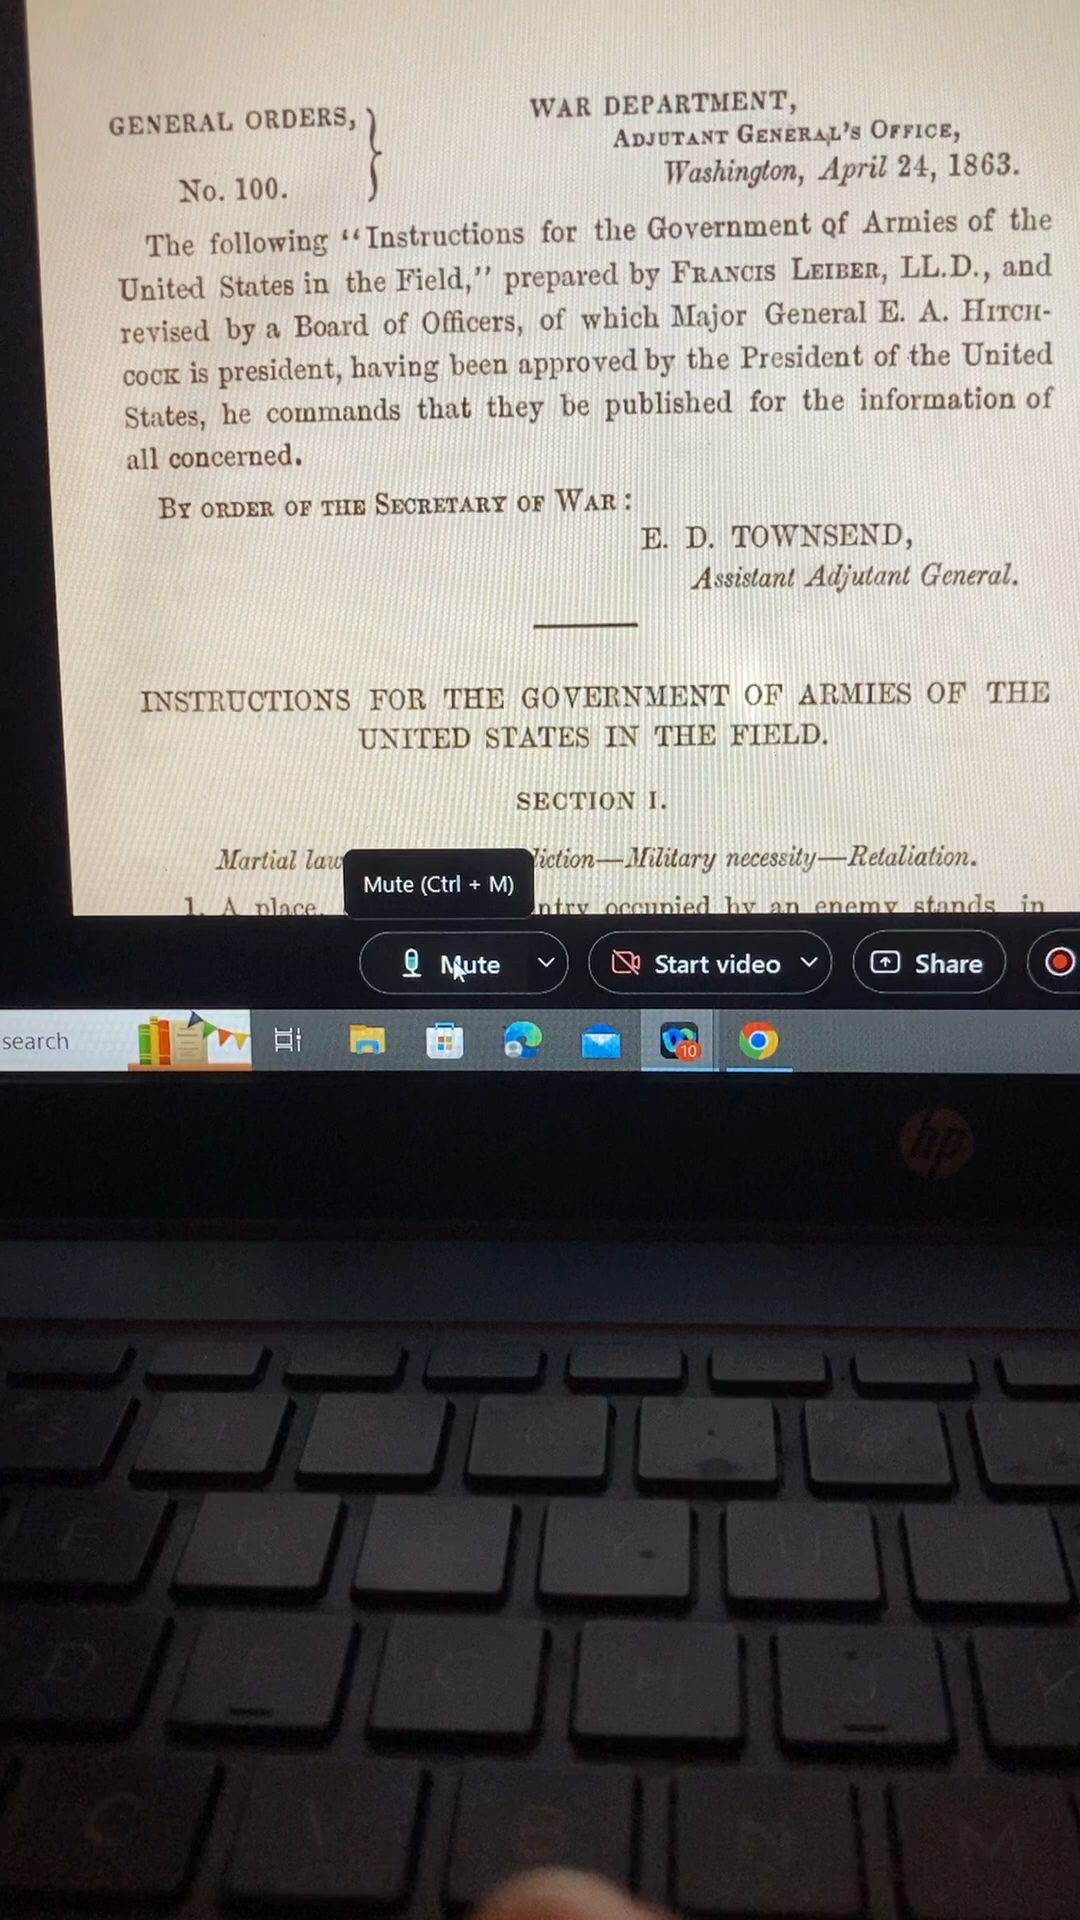 GENERAL ORDERS,
No. 100.
WAR DEPARTMENT,
ADJUTANT GENERAL'S OFFICE,
Washington, April 24, 1863.
The following “Instructions for the Government of Armies of the
United States in the Field,” prepared by FRANCIS LEIBER, LL.D., and
revised by a Board of Officers, of which Major General E. A. HITCH-
COCK is president, having been approved by the President of the United
States, he commands that they be published for the information of
all concerned.
BY ORDER OF THE SECRETARY OF WAR:
E. D. TOWNSEND,
Assistant Adjutant General.
INSTRUCTIONS FOR THE GOVERNMENT OF ARMIES OF THE
UNITED STATES IN THE FIELD.
SECTION I.
Martial law diction—Military necessity—Retaliation.
Mute (Ctrl + M)
1. A place, ntry occupied by an enemy stands in
Mute
Start video
Share
search
10
hp
E R Y U
D F G H J
C V B N M